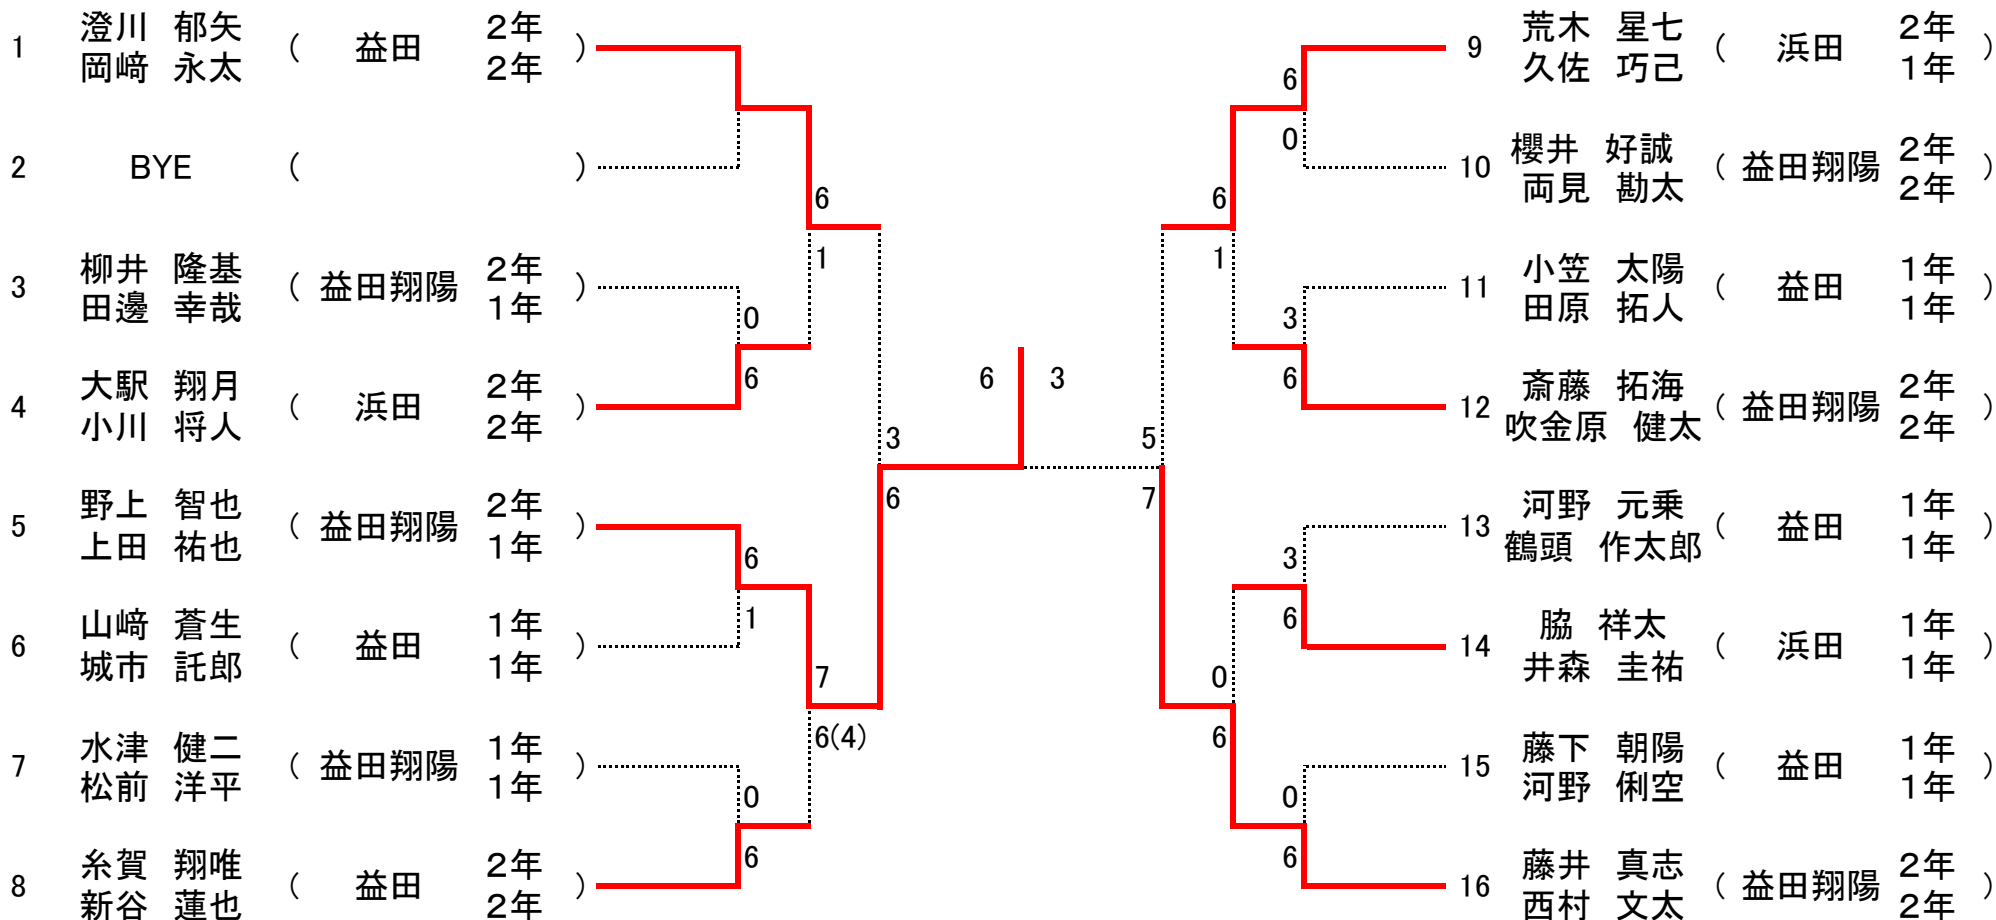 1 澄川 郁矢 ( 益田 2年 )
岡﨑 永太 2年
2 BYE ( )
3 柳井 隆基 ( 益田翔陽 2年 )
田邊 幸哉 1年
4 大駅 翔月 ( 浜田 2年 )
小川 将人 2年
5 野上 智也 ( 益田翔陽 2年 )
上田 祐也 1年
6 山﨑 蒼生 ( 益田 1年 )
城市 託郎 1年
7 水津 健二 ( 益田翔陽 1年 )
松前 洋平 1年
8 糸賀 翔唯 ( 益田 2年 )
新谷 蓮也 2年
6
1
0
6
3
6
6
1
7
6(4)
0
6
6 3
6
0
6
1
3
6
5
7
3
6
0
6
0
6
9 荒木 星七 ( 浜田 2年 )
久佐 巧己 1年
10 櫻井 好誠 ( 益田翔陽 2年 )
両見 勘太 2年
11 小笠 太陽 ( 益田 1年 )
田原 拓人 1年
12 斎藤 拓海 ( 益田翔陽 2年 )
吹金原 健太 2年
13 河野 元乗 ( 益田 1年 )
鶴頭 作太郎 1年
14 脇 祥太 ( 浜田 1年 )
井森 圭祐 1年
15 藤下 朝陽 ( 益田 1年 )
河野 俐空 1年
16 藤井 真志 ( 益田翔陽 2年 )
西村 文太 2年